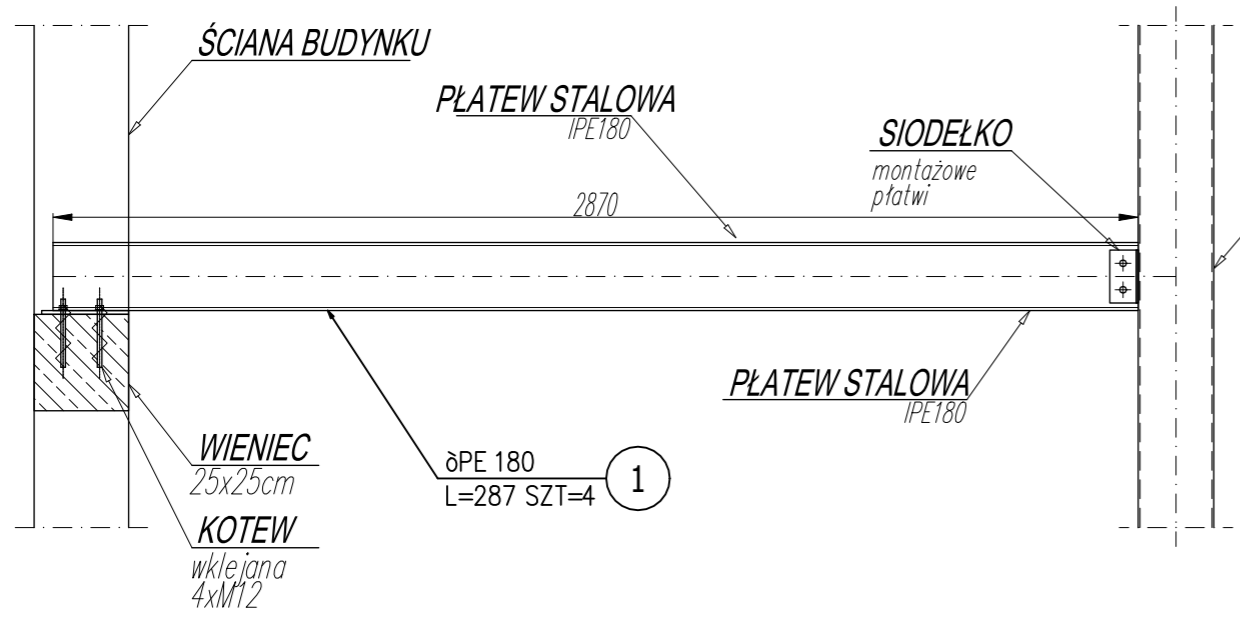 ŚCIANA BUDYNKU
PŁATEW STALOWA
IPE180
SIODEŁKO
montażowe
płatwi
2870
PŁATEW STALOWA
IPE180
WIENIEC
25x25cm
δPE 180
L=287 SZT=4
1
KOTEW
wklejana
4xM12